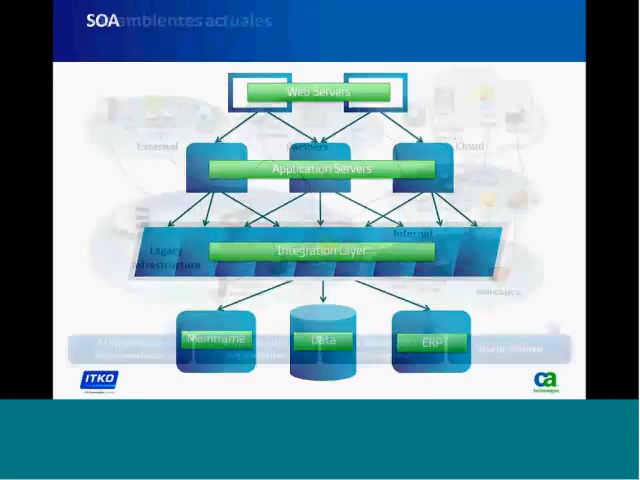 SOA
ambientes actuales
Web Servers
External
Partners
Cloud
Application Servers
Internal
Legacy
Infrastructure
Integration Layer
Mainframe
Data
ERP
ITKO
ca
technologies